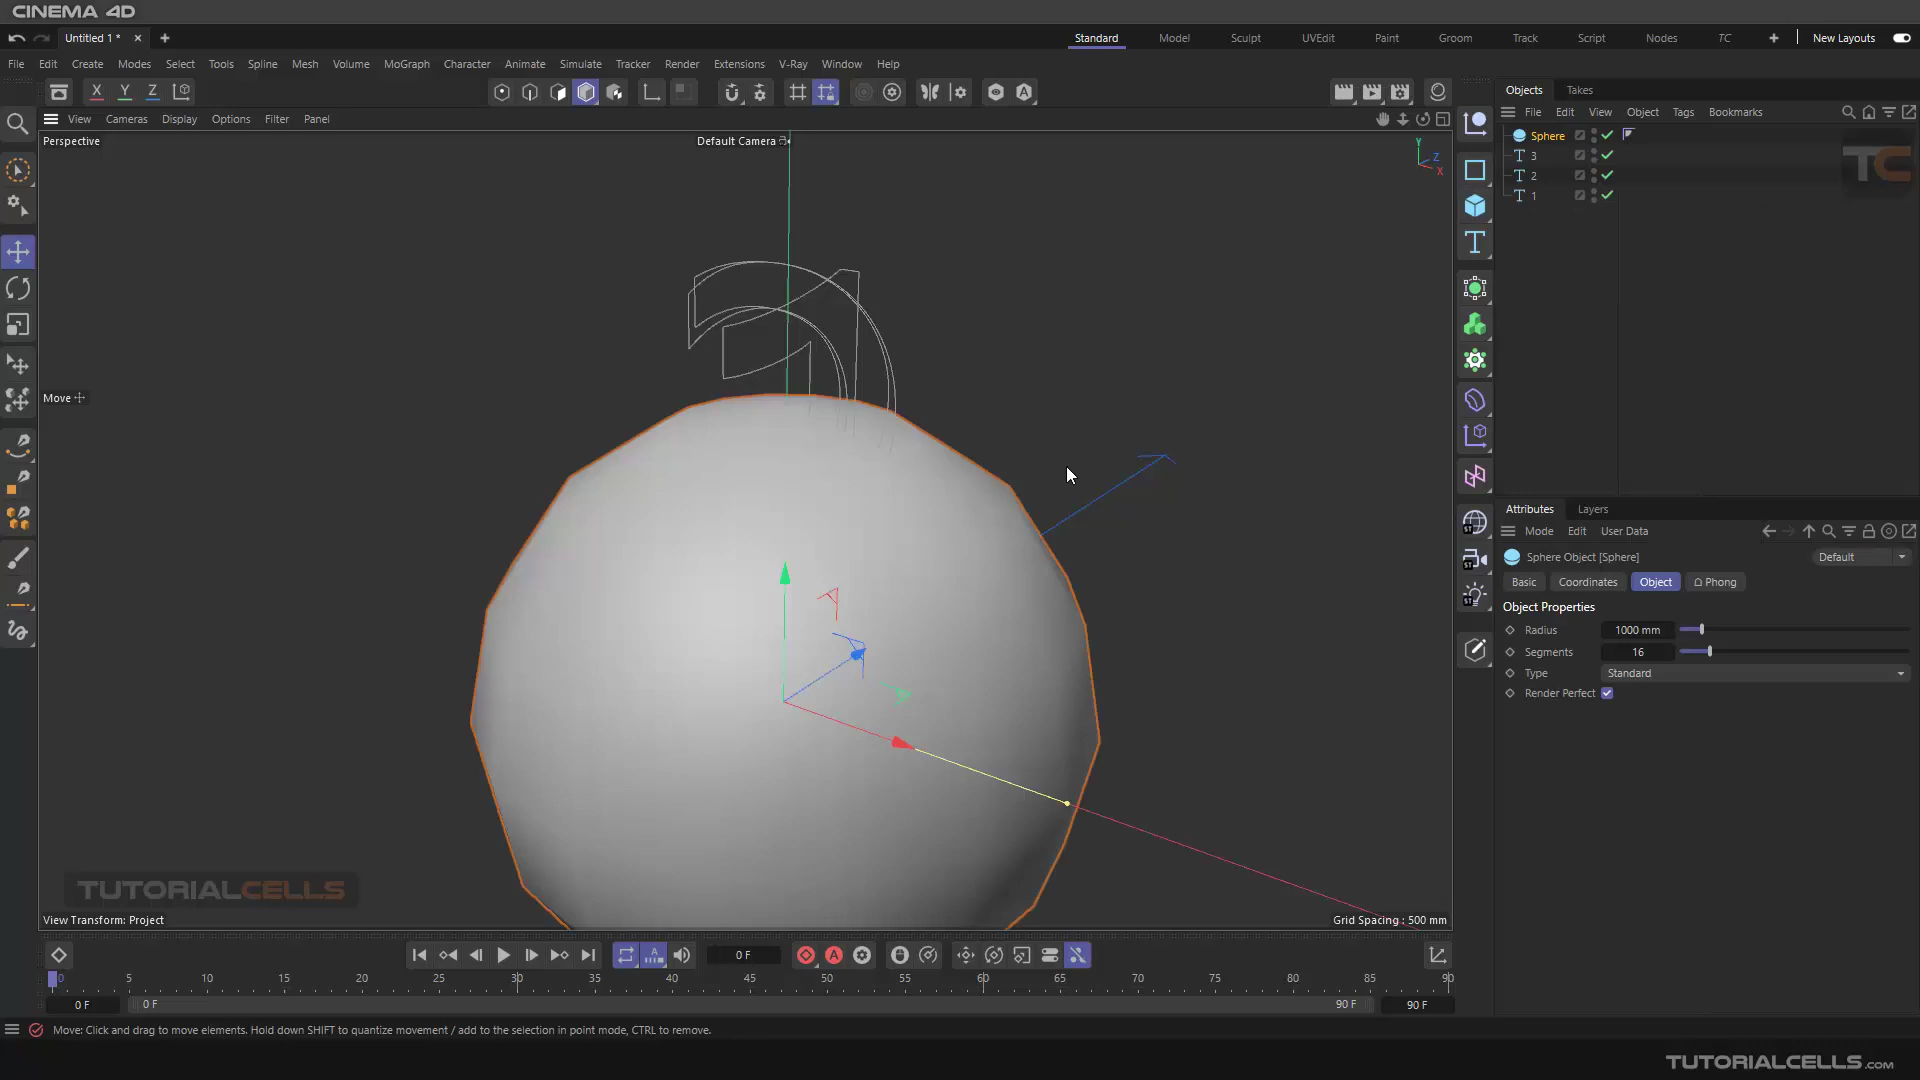 CINEMA 4D
Untitled 1 *
Standard Model Sculpt UVEdit Paint Groom Track Script Nodes TC New Layouts
File Edit Create Modes Select Tools Spline Mesh Volume MoGraph Character Animate Simulate Tracker Render Extensions V-Ray Window Help
X Y Z
Objects Takes
View Cameras Display Options Filter Panel
File Edit View Object Tags Bookmarks
Perspective
Default Camera
Y
Z
X
Sphere
3
2
1
TC
Move
Attributes Layers
Mode Edit User Data
Sphere Object [Sphere]
Default
Basic Coordinates Object Phong
Object Properties
Radius 1000 mm
Segments 16
Type Standard
Render Perfect
TUTORIALCELLS
View Transform: Project
Grid Spacing : 500 mm
0 F
0 5 10 15 20 25 30 35 40 45 50 55 60 65 70 75 80 85 90
0 F 0 F 90 F 90 F
Move: Click and drag to move elements. Hold down SHIFT to quantize movement / add to the selection in point mode, CTRL to remove.
TUTORIALCELLS.COM